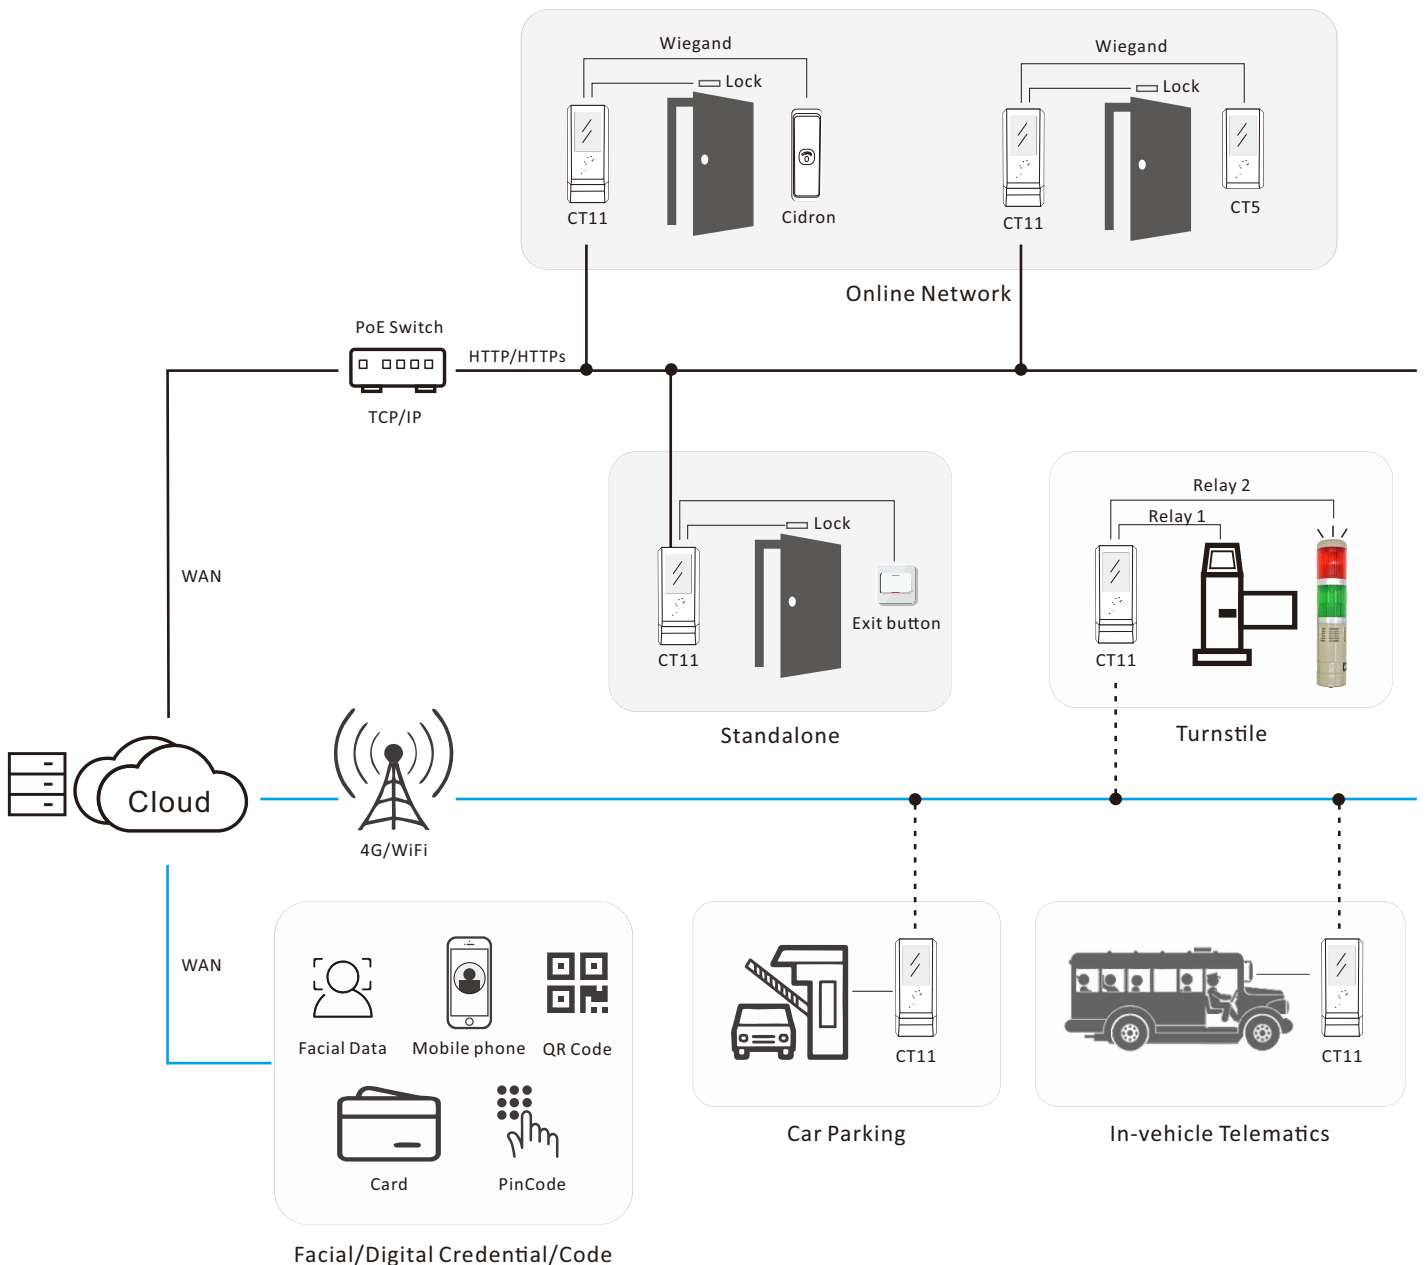 Wiegand
Lock
CT11
Cidron
Wiegand
Lock
CT11
CT5
Online Network
PoE Switch
HTTP/HTTPs
TCP/IP
WAN
Lock
CT11
Exit button
Standalone
Relay 2
Relay 1
CT11
Turnstile
Cloud
4G/WiFi
WAN
Facial Data
Mobile phone
QR Code
Card
PinCode
Facial/Digital Credential/Code
CT11
Car Parking
CT11
In-vehicle Telematics